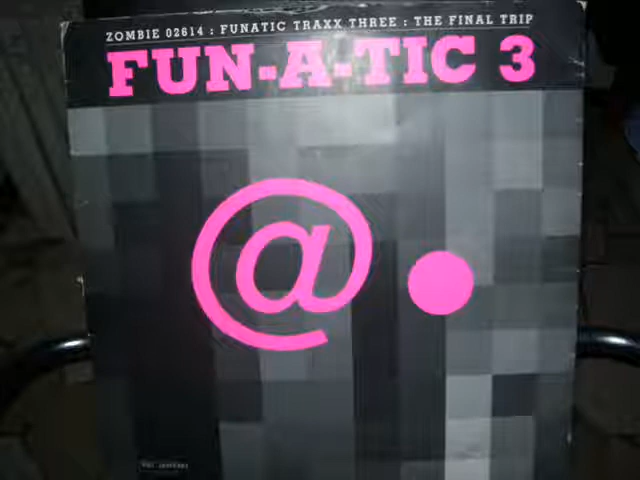 ZOMBIE 02614 : FUNATIC TRAXX THREE : THE FINAL TRIP
FUN-A-TIC 3
@.